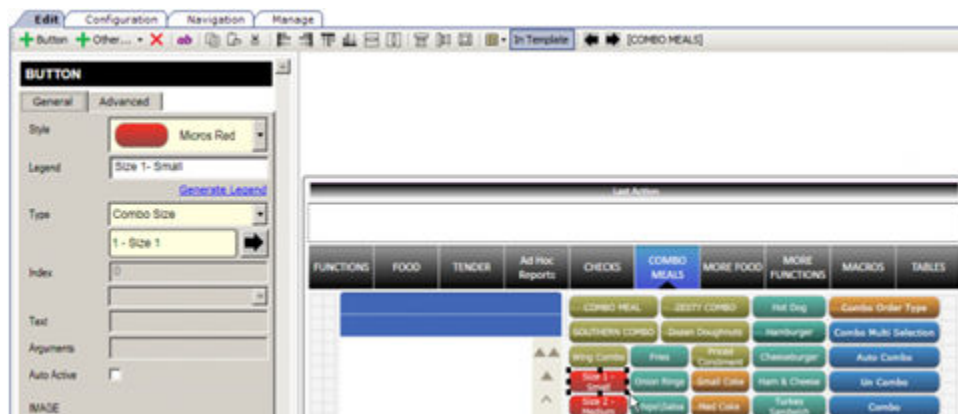 Edit Configuration Navigation Manage
Button Other... ab In Template [COMBO MEALS]
BUTTON
General Advanced
Style Micros Red
Legend Size 1- Small
Generate Legend
Type Combo Size
1 - Size 1
Index 0
Text
Arguments
Auto Active
IMAGE
Last Action
FUNCTIONS FOOD TENDER Ad Hoc Reports CHECKS COMBO MEALS MORE FOOD MORE FUNCTIONS MACROS TABLES
COMBO MEAL ZESTY COMBO Hot Dog Combo Order Type
SOUTHERN COMBO Dozen Doughnuts Hamburger Combo Multi Selection
Wing Combo Fries Priced Condiment Cheeseburger Auto Combo
Size 1 - Small Onion Rings Small Coke Ham & Cheese Un Combo
Size 2 - Medium Med Coke Turkey Sandwich Combo